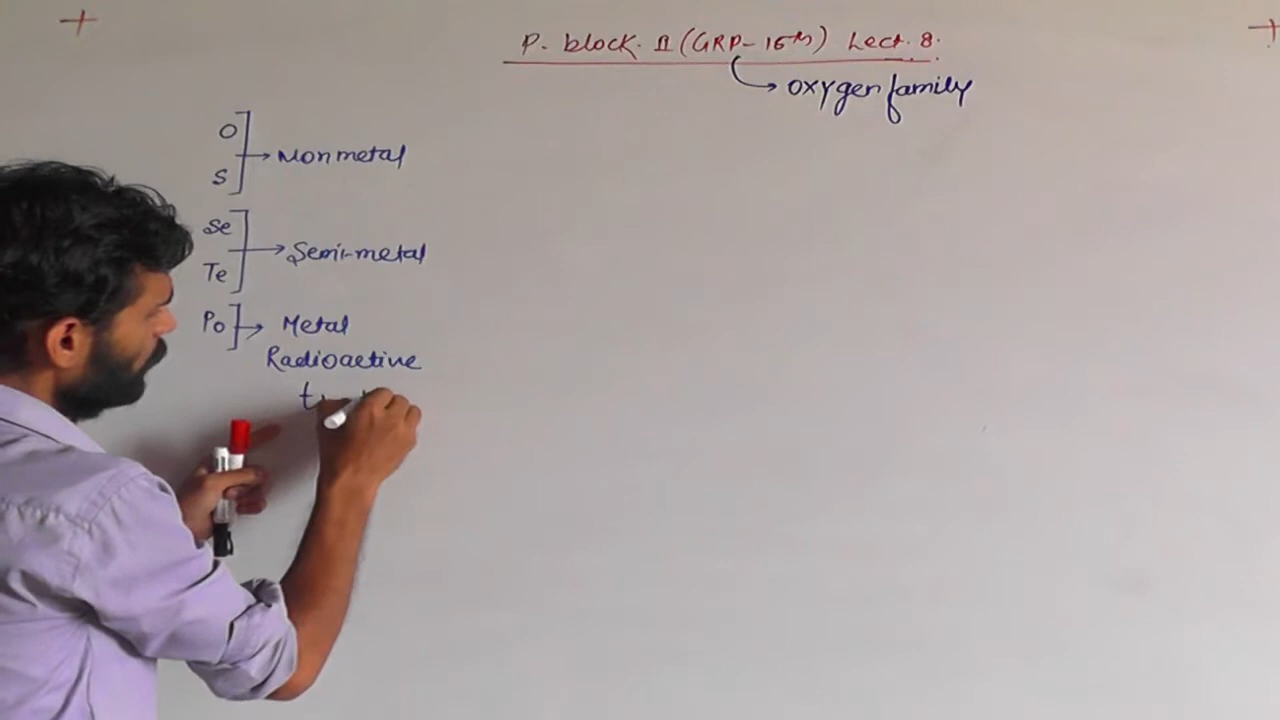 P. block. II (GRP-16th) Lect. 8.
oxygen family
O
S
Nonmetal
Se
Te
Semi-metal
Po
Metal
Radioactive